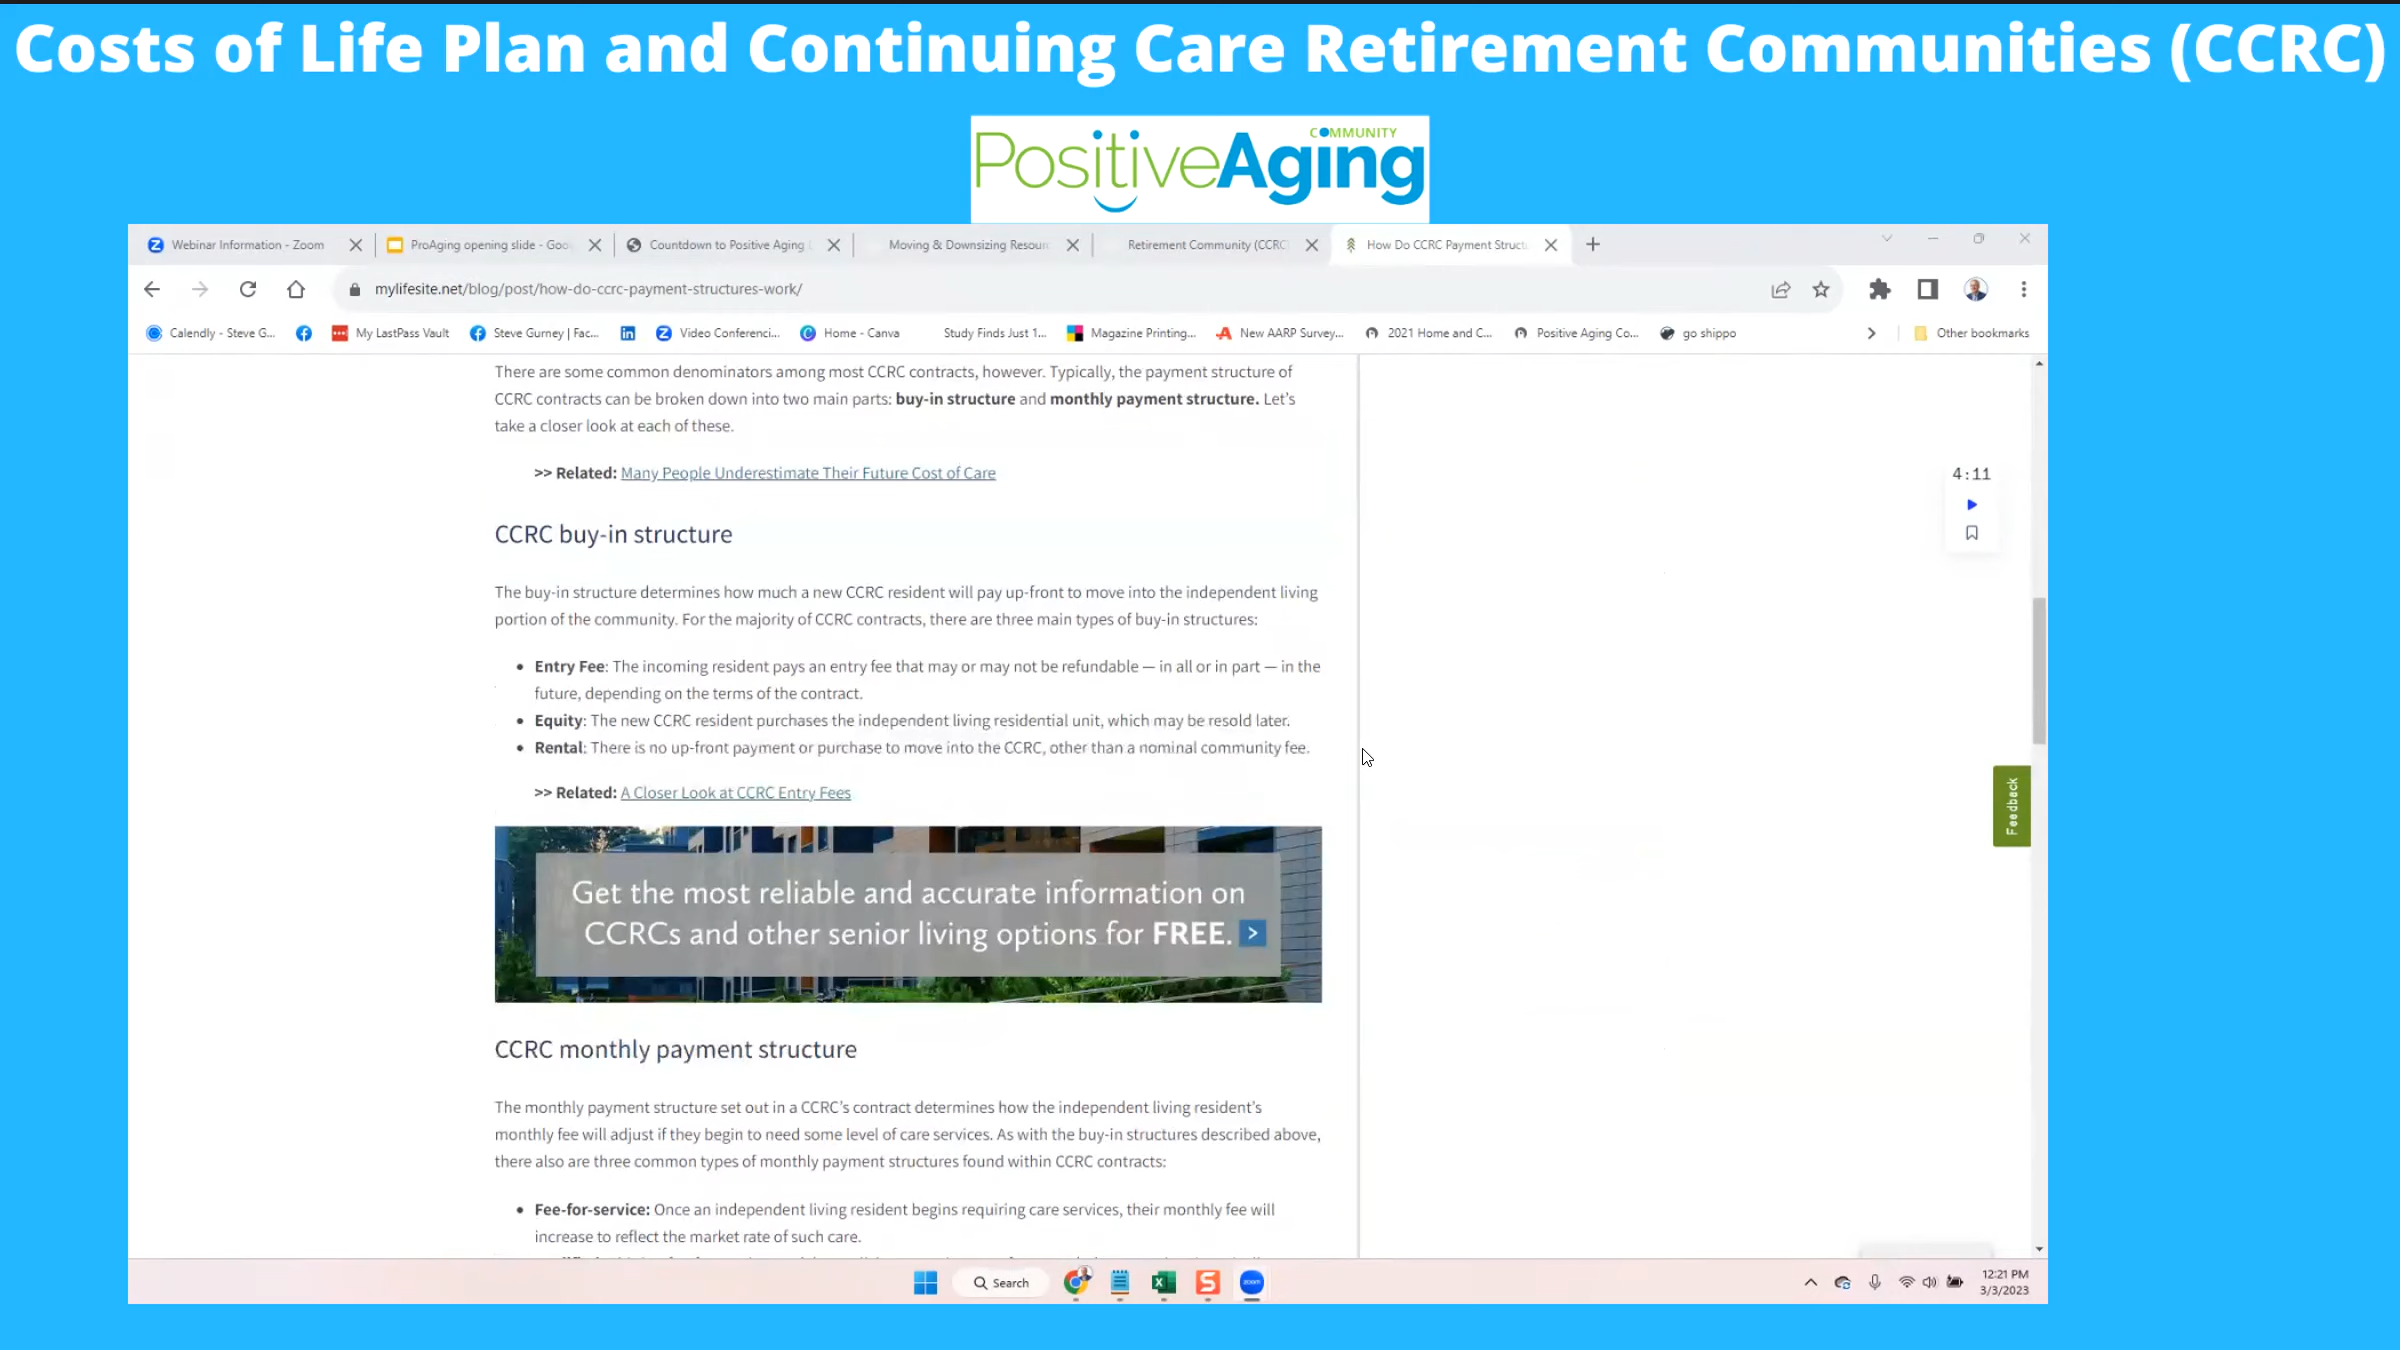 Costs of Life Plan and Continuing Care Retirement Communities (CCRC)
COMMUNITY
PositiveAging
Webinar Information - Zoom
ProAging opening slide - Goo
Countdown to Positive Aging
Moving & Downsizing Resour
Retirement Community (CCRC
How Do CCRC Payment Struct
mylifesite.net/blog/post/how-do-ccrc-payment-structures-work/
Calendly - Steve G...
My LastPass Vault
Steve Gurney | Fac...
Video Conferenci...
Home - Canva
Study Finds Just 1...
Magazine Printing...
New AARP Survey...
2021 Home and C...
Positive Aging Co...
go shippo
Other bookmarks
There are some common denominators among most CCRC contracts, however. Typically, the payment structure of
CCRC contracts can be broken down into two main parts: buy-in structure and monthly payment structure. Let's
take a closer look at each of these.
>> Related: Many People Underestimate Their Future Cost of Care
4:11
CCRC buy-in structure
The buy-in structure determines how much a new CCRC resident will pay up-front to move into the independent living
portion of the community. For the majority of CCRC contracts, there are three main types of buy-in structures:
• Entry Fee: The incoming resident pays an entry fee that may or may not be refundable — in all or in part — in the
future, depending on the terms of the contract.
• Equity: The new CCRC resident purchases the independent living residential unit, which may be resold later.
• Rental: There is no up-front payment or purchase to move into the CCRC, other than a nominal community fee.
>> Related: A Closer Look at CCRC Entry Fees
Feedback
Get the most reliable and accurate information on
CCRCs and other senior living options for FREE. >
CCRC monthly payment structure
The monthly payment structure set out in a CCRC's contract determines how the independent living resident's
monthly fee will adjust if they begin to need some level of care services. As with the buy-in structures described above,
there also are three common types of monthly payment structures found within CCRC contracts:
• Fee-for-service: Once an independent living resident begins requiring care services, their monthly fee will
increase to reflect the market rate of such care.
Search
zoom
12:21 PM
3/3/2023